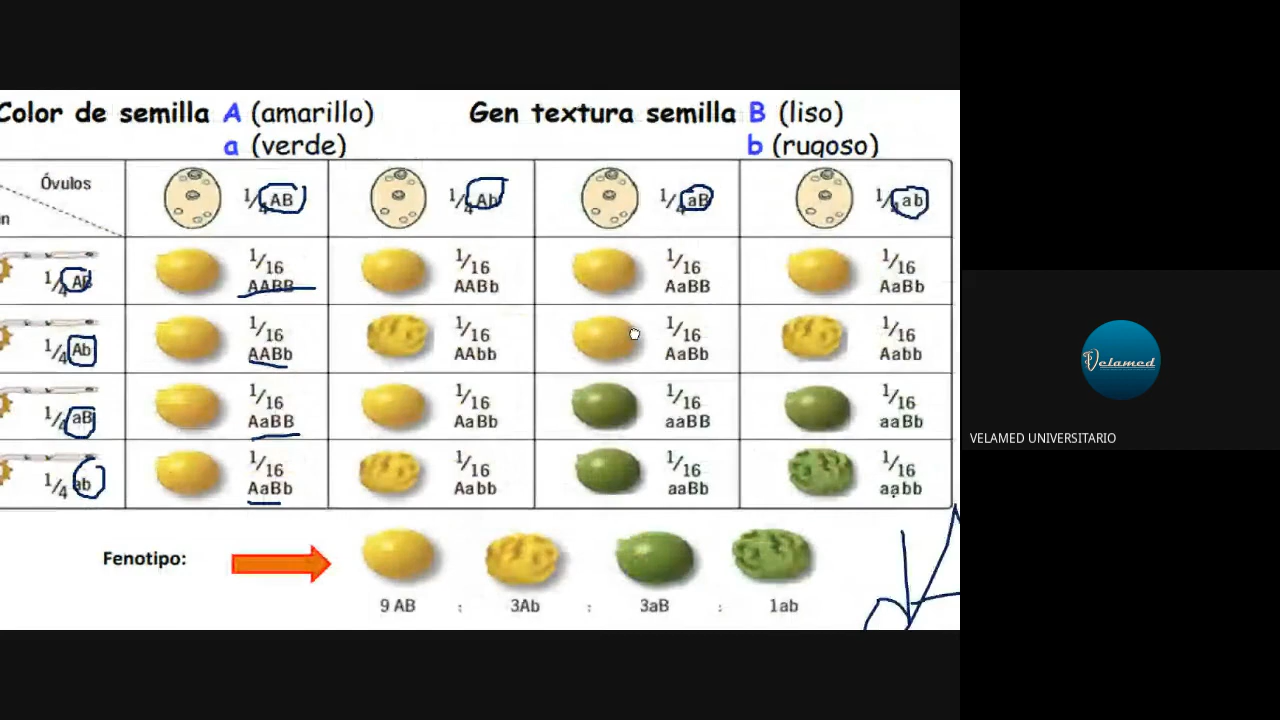 Color de semilla A (amarillo)
a (verde)
Gen textura semilla B (liso)
b (rugoso)
Óvulos 1/4 AB 1/4 Ab 1/4 aB 1/4 ab
1/4 AB 1/16 AABB 1/16 AABb 1/16 AaBB 1/16 AaBb
1/4 Ab 1/16 AABb 1/16 AAbb 1/16 AaBb 1/16 Aabb
1/4 aB 1/16 AaBB 1/16 AaBb 1/16 aaBB 1/16 aaBb
1/4 ab 1/16 AaBb 1/16 Aabb 1/16 aaBb 1/16 aabb
Fenotipo:
9 AB : 3Ab : 3aB : 1ab
Velamed
VELAMED UNIVERSITARIO